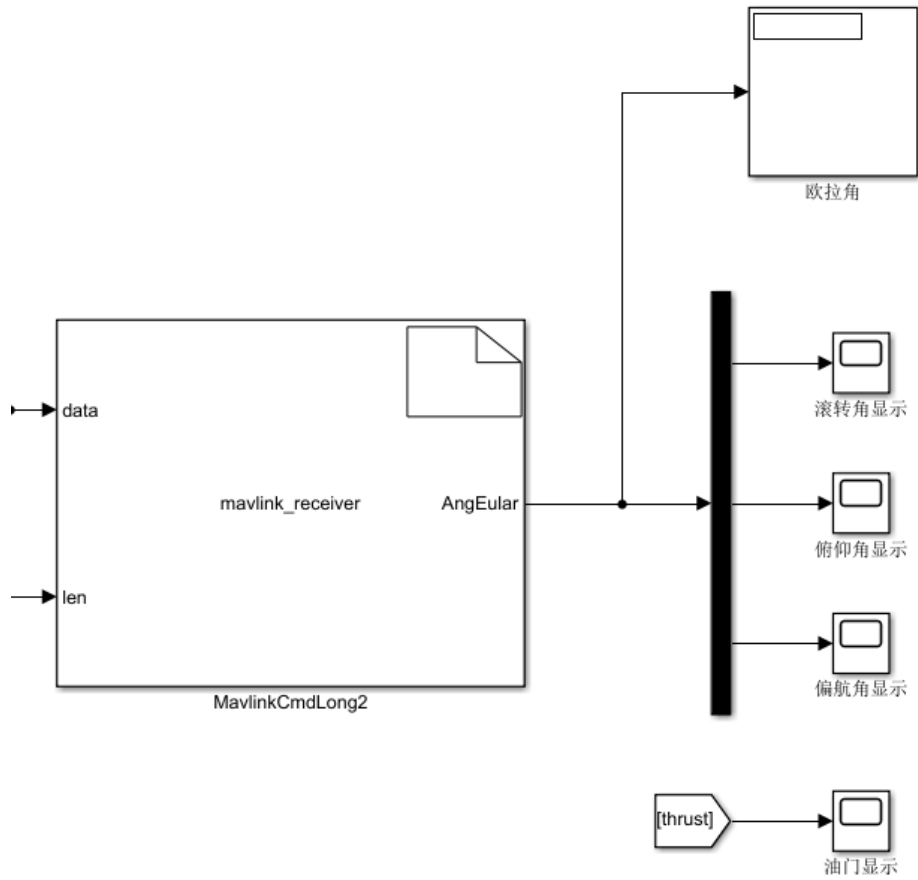 欧拉角
data
mavlink_receiver
AngEular
len
MavlinkCmdLong2
滚转角显示
俯仰角显示
偏航角显示
[thrust]
油门显示